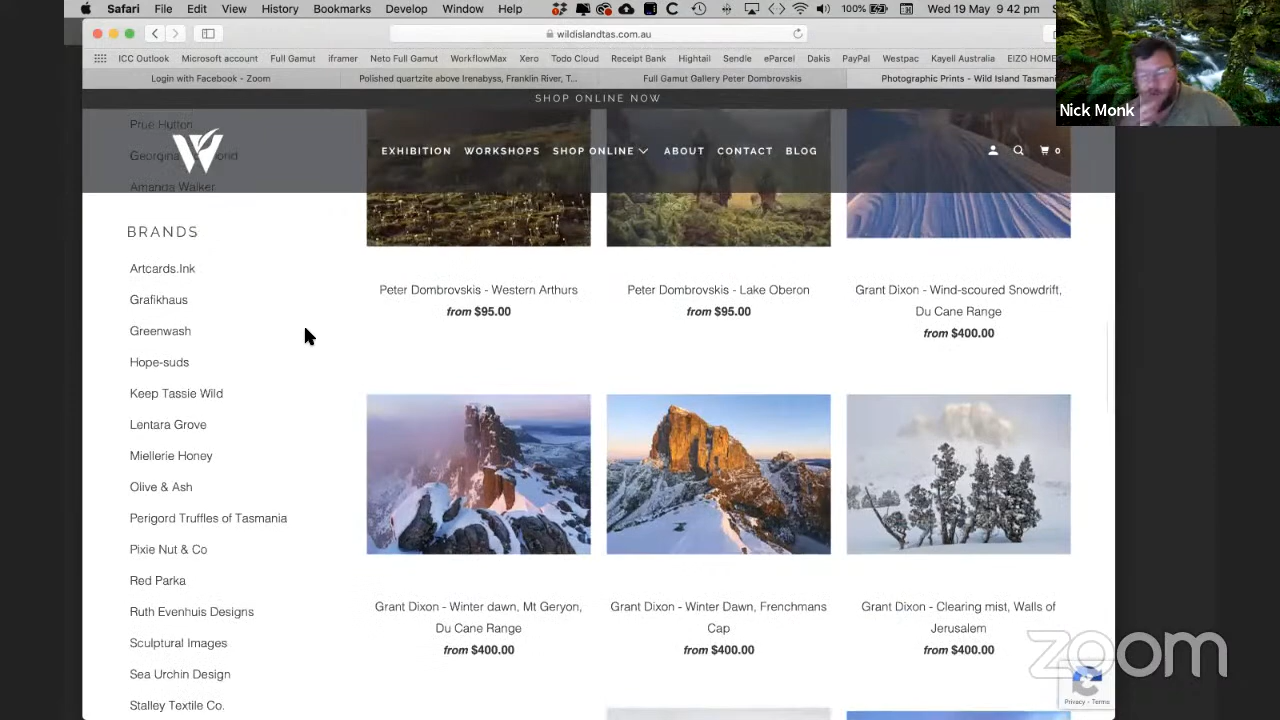 Safari File Edit View History Bookmarks Develop Window Help 100% Wed 19 May 9:42 pm
wildislandtas.com.au
ICC Outlook Microsoft account Full Gamut iframer Neto Full Gamut WorkflowMax Xero Todo Cloud Receipt Bank Hightail Sendle eParcel Dakis PayPal Westpac Kayell Australia EIZO HOME
Login with Facebook - Zoom Polished quartzite above Irenabyss, Franklin River, T... Full Gamut Gallery Peter Dombrovskis Photographic Prints - Wild Island Tasmani
Nick Monk
SHOP ONLINE NOW
Prue Hutton
Amanda Walker
W EXHIBITION WORKSHOPS SHOP ONLINE ABOUT CONTACT BLOG 0
BRANDS
Artcards.Ink
Grafikhaus
Greenwash
Hope-suds
Keep Tassie Wild
Lentara Grove
Miellerie Honey
Olive & Ash
Perigord Truffles of Tasmania
Pixie Nut & Co
Red Parka
Ruth Evenhuis Designs
Sculptural Images
Sea Urchin Design
Stalley Textile Co.
Peter Dombrovskis - Western Arthurs
from $95.00
Peter Dombrovskis - Lake Oberon
from $95.00
Grant Dixon - Wind-scoured Snowdrift,
Du Cane Range
from $400.00
Grant Dixon - Winter dawn, Mt Geryon,
Du Cane Range
from $400.00
Grant Dixon - Winter Dawn, Frenchmans
Cap
from $400.00
Grant Dixon - Clearing mist, Walls of
Jerusalem
from $400.00
zoom
Privacy - Terms